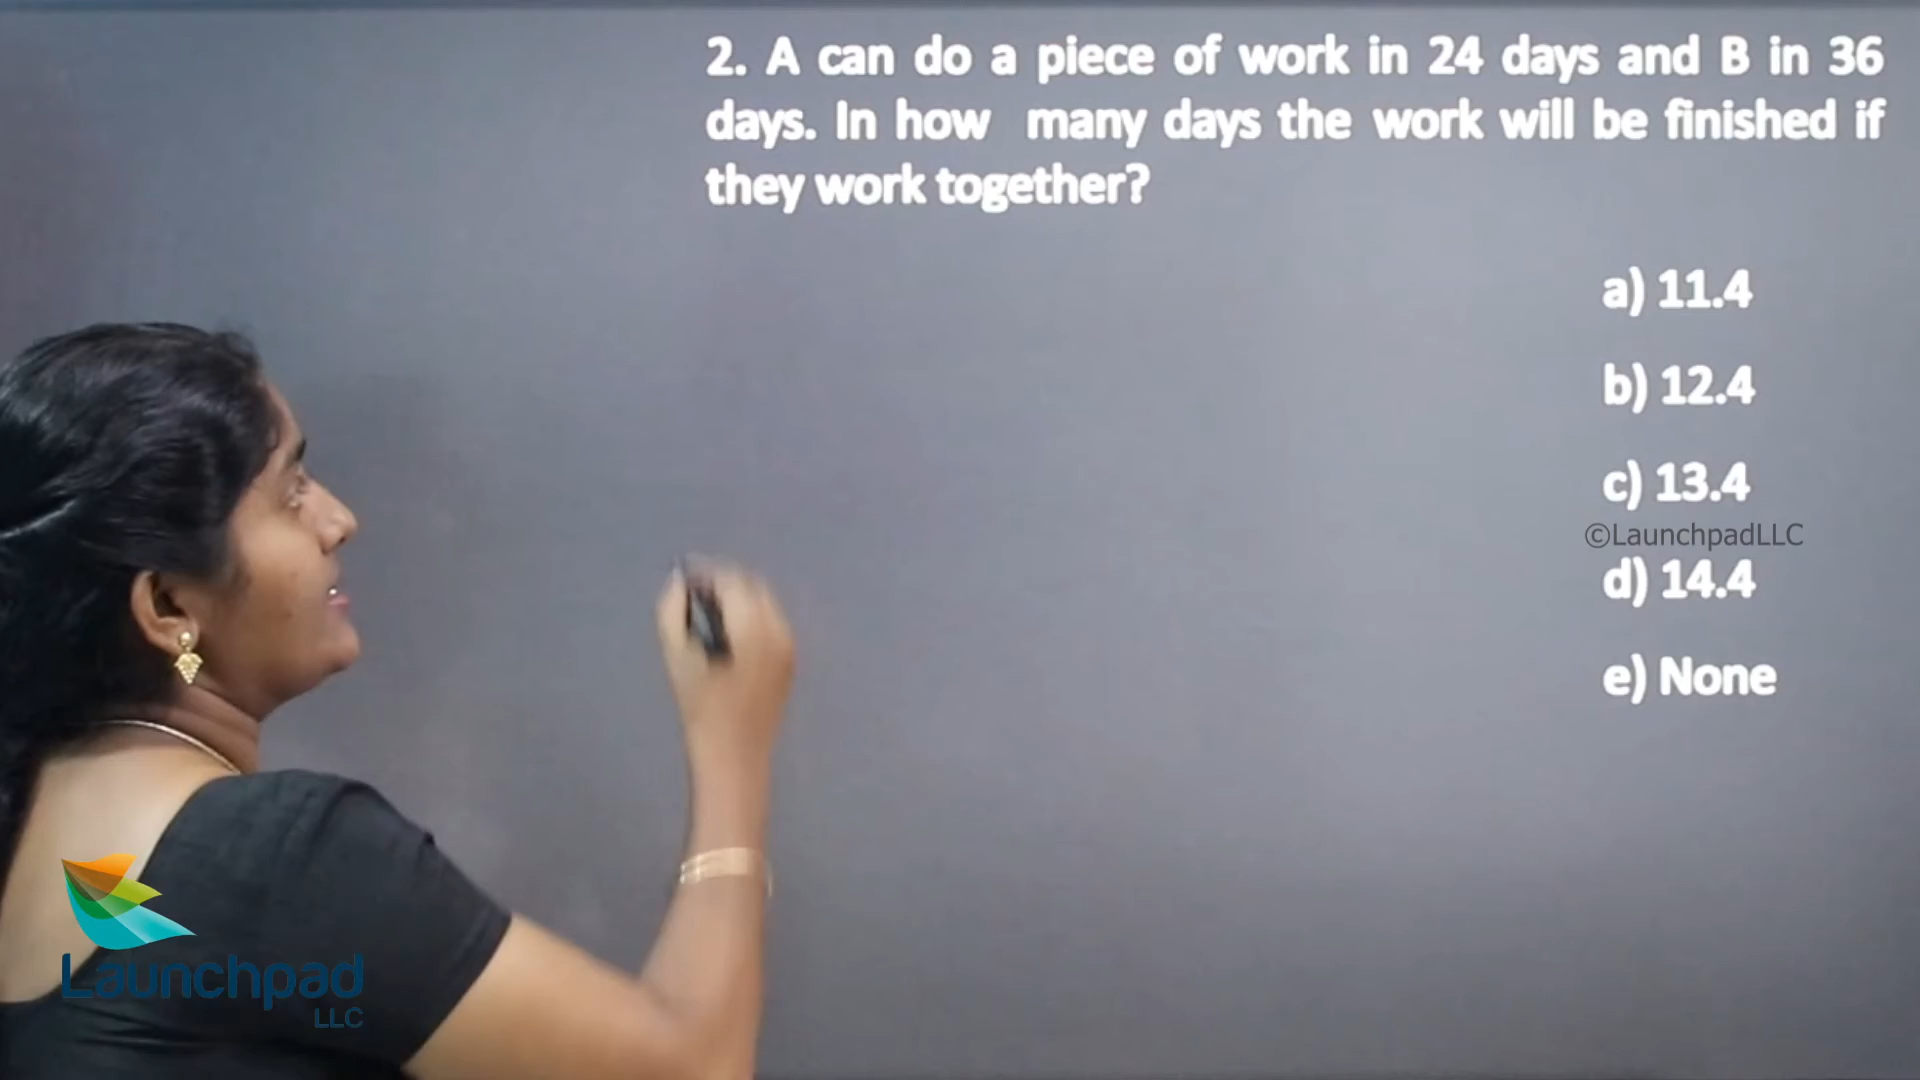 2. A can do a piece of work in 24 days and B in 36
days. In how many days the work will be finished if
they work together?
a) 11.4
b) 12.4
c) 13.4
©LaunchpadLLC
d) 14.4
e) None
Launchpad
LLC